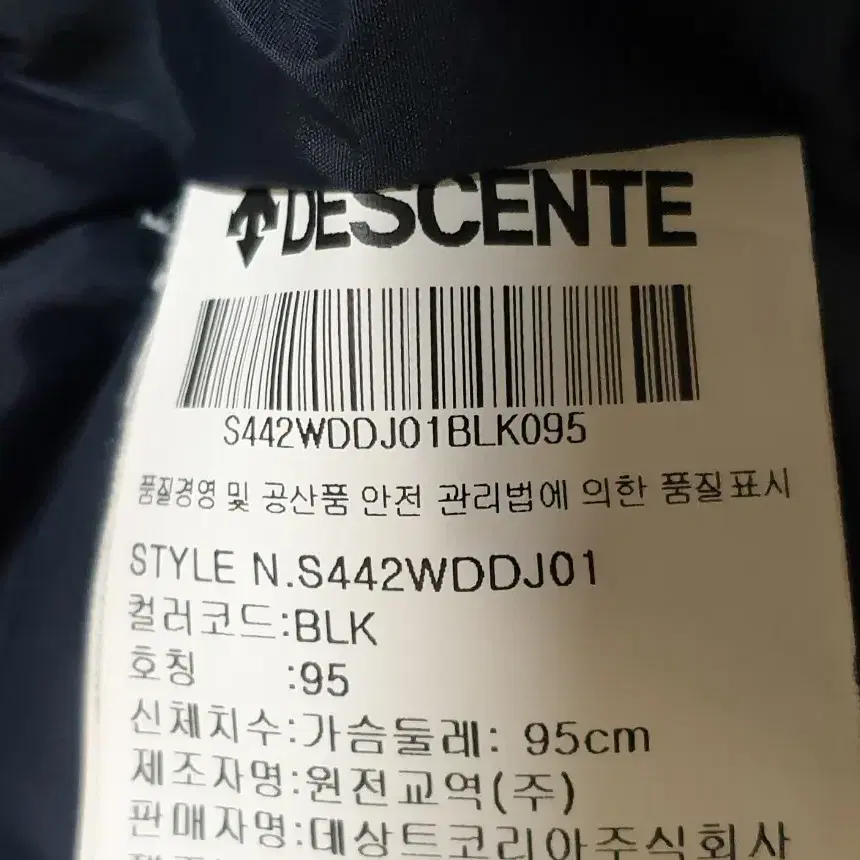 DESCENTE
S442WDDJ01BLK095
품질경영 및 공산품 안전 관리법에 의한 품질표시
STYLE N.S442WDDJ01
컬러코드:BLK
호칭 :95
신체치수:가슴둘레: 95cm
제조자명:원전교역(주)
판매자명:데상트코리아주식회사